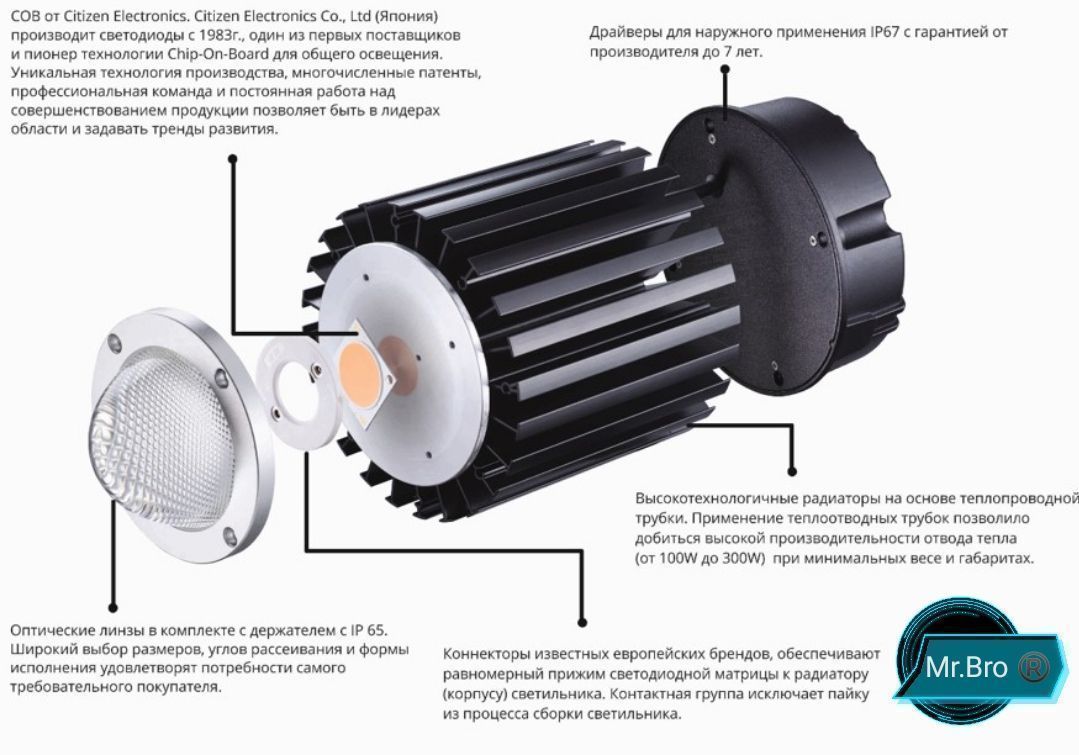 COB от Citizen Electronics. Citizen Electronics Co., Ltd (Япония)
производит светодиоды с 1983г., один из первых поставщиков
и пионер технологии Chip-On-Board для общего освещения.
Уникальная технология производства, многочисленные патенты,
профессиональная команда и постоянная работа над
совершенствованием продукции позволяет быть в лидерах
области и задавать тренды развития.
Драйверы для наружного применения IP67 с гарантией от
производителя до 7 лет.
Высокотехнологичные радиаторы на основе теплопроводной
трубки. Применение теплоотводных трубок позволило
добиться высокой производительности отвода тепла
(от 100W до 300W) при минимальных весе и габаритах.
Оптические линзы в комплекте с держателем с IP 65.
Широкий выбор размеров, углов рассеивания и формы
исполнения удовлетворят потребности самого
требовательного покупателя.
Коннекторы известных европейских брендов, обеспечивают
равномерный прижим светодиодной матрицы к радиатору
(корпусу) светильника. Контактная группа исключает пайку
из процесса сборки светильника.
Mr.Bro ®